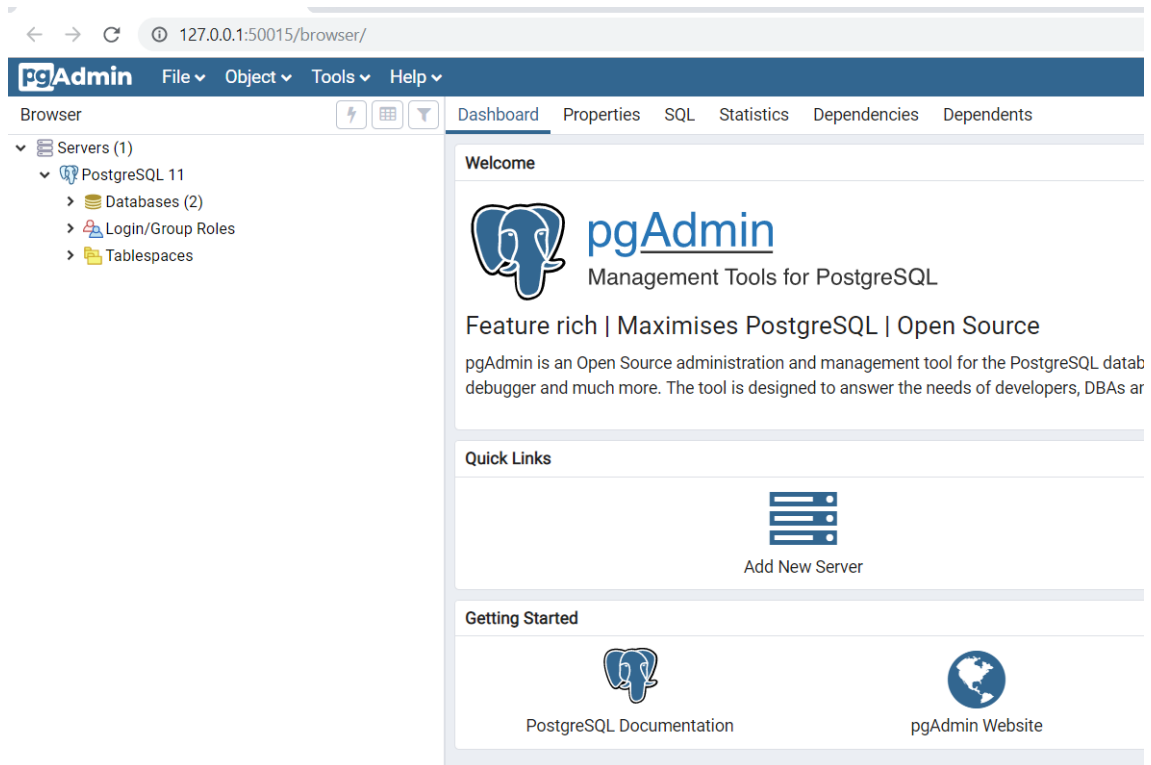 127.0.0.1:50015/browser/
pgAdmin File Object Tools Help
Browser
Dashboard Properties SQL Statistics Dependencies Dependents
Servers (1)
PostgreSQL 11
Databases (2)
Login/Group Roles
Tablespaces
Welcome
pgAdmin
Management Tools for PostgreSQL
Feature rich | Maximises PostgreSQL | Open Source
pgAdmin is an Open Source administration and management tool for the PostgreSQL datab
debugger and much more. The tool is designed to answer the needs of developers, DBAs ar
Quick Links
Add New Server
Getting Started
PostgreSQL Documentation
pgAdmin Website